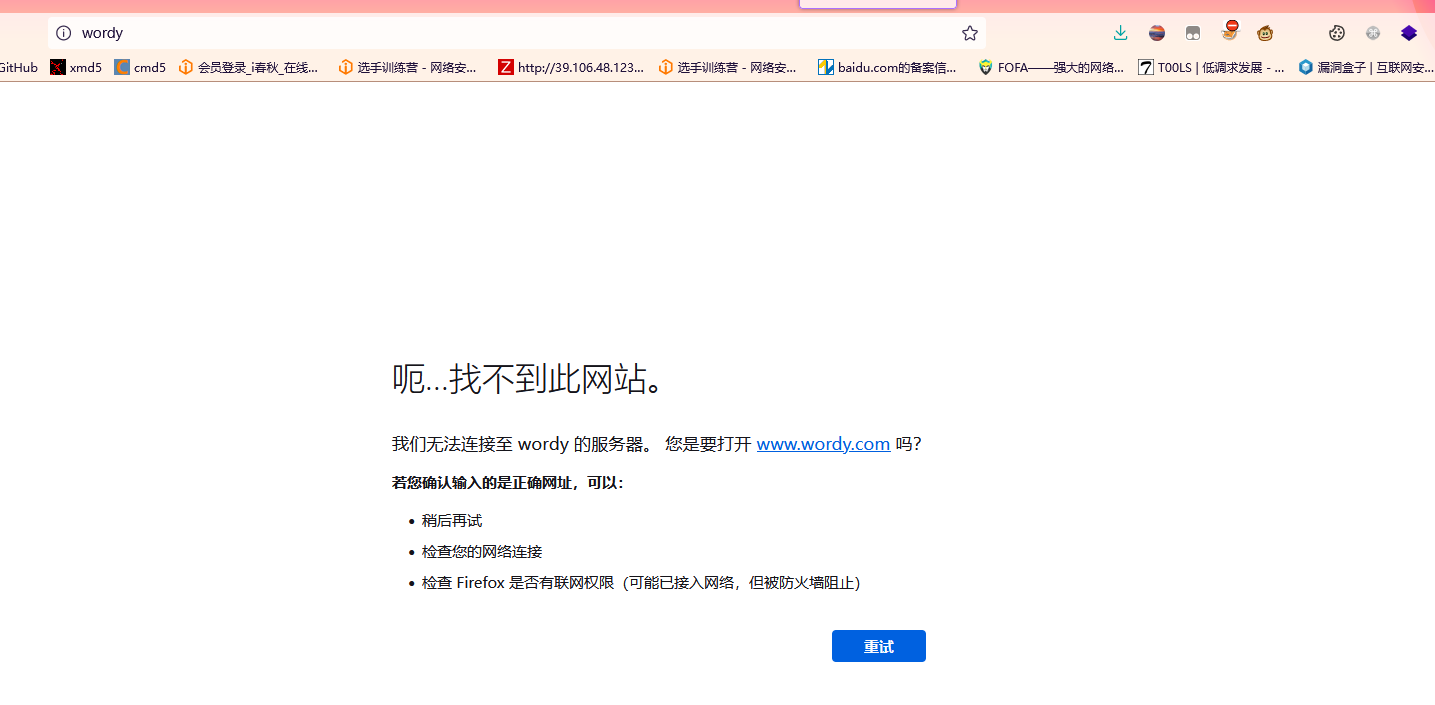 wordy
GitHub xmd5 cmd5 会员登录_i春秋_在线... 选手训练营 - 网络安... http://39.106.48.123... 选手训练营 - 网络安... baidu.com的备案信... FOFA——强大的网络... T00LS | 低调求发展 - ... 漏洞盒子 | 互联网安...
呃...找不到此网站。
我们无法连接至 wordy 的服务器。 您是要打开 www.wordy.com 吗?
若您确认输入的是正确网址，可以：
• 稍后再试
• 检查您的网络连接
• 检查 Firefox 是否有联网权限（可能已接入网络，但被防火墙阻止）
重试